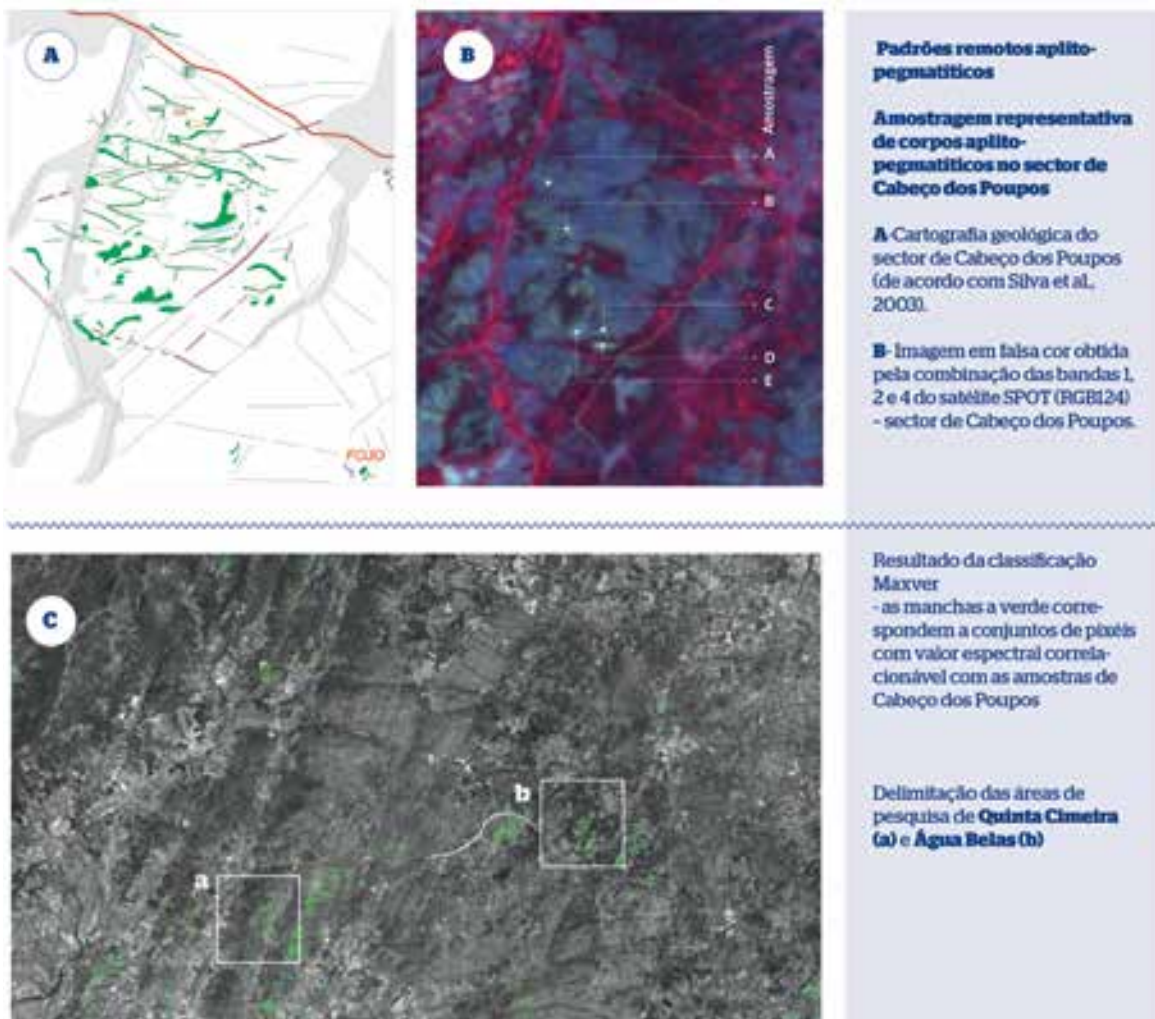 A
FOJO
B
Amostragem
A
B
C
D
E
Padrões remotos aplito-
pegmatíticos
Amostragem representativa
de corpos aplito-
pegmatíticos no sector de
Cabeço dos Poupos
A-Cartografia geológica do
sector de Cabeço dos Poupos
(de acordo com Silva et al.,
2003).
B- Imagem em falsa cor obtida
pela combinação das bandas 1,
2 e 4 do satélite SPOT (RGB124)
- sector de Cabeço dos Poupos.
C
a
b
Resultado da classificação
Maxver
- as manchas a verde corre-
spondem a conjuntos de pixéis
com valor espectral correla-
cionável com as amostras de
Cabeço dos Poupos
Delimitação das áreas de
pesquisa de Quinta Cimeira
(a) e Água Belas (b)